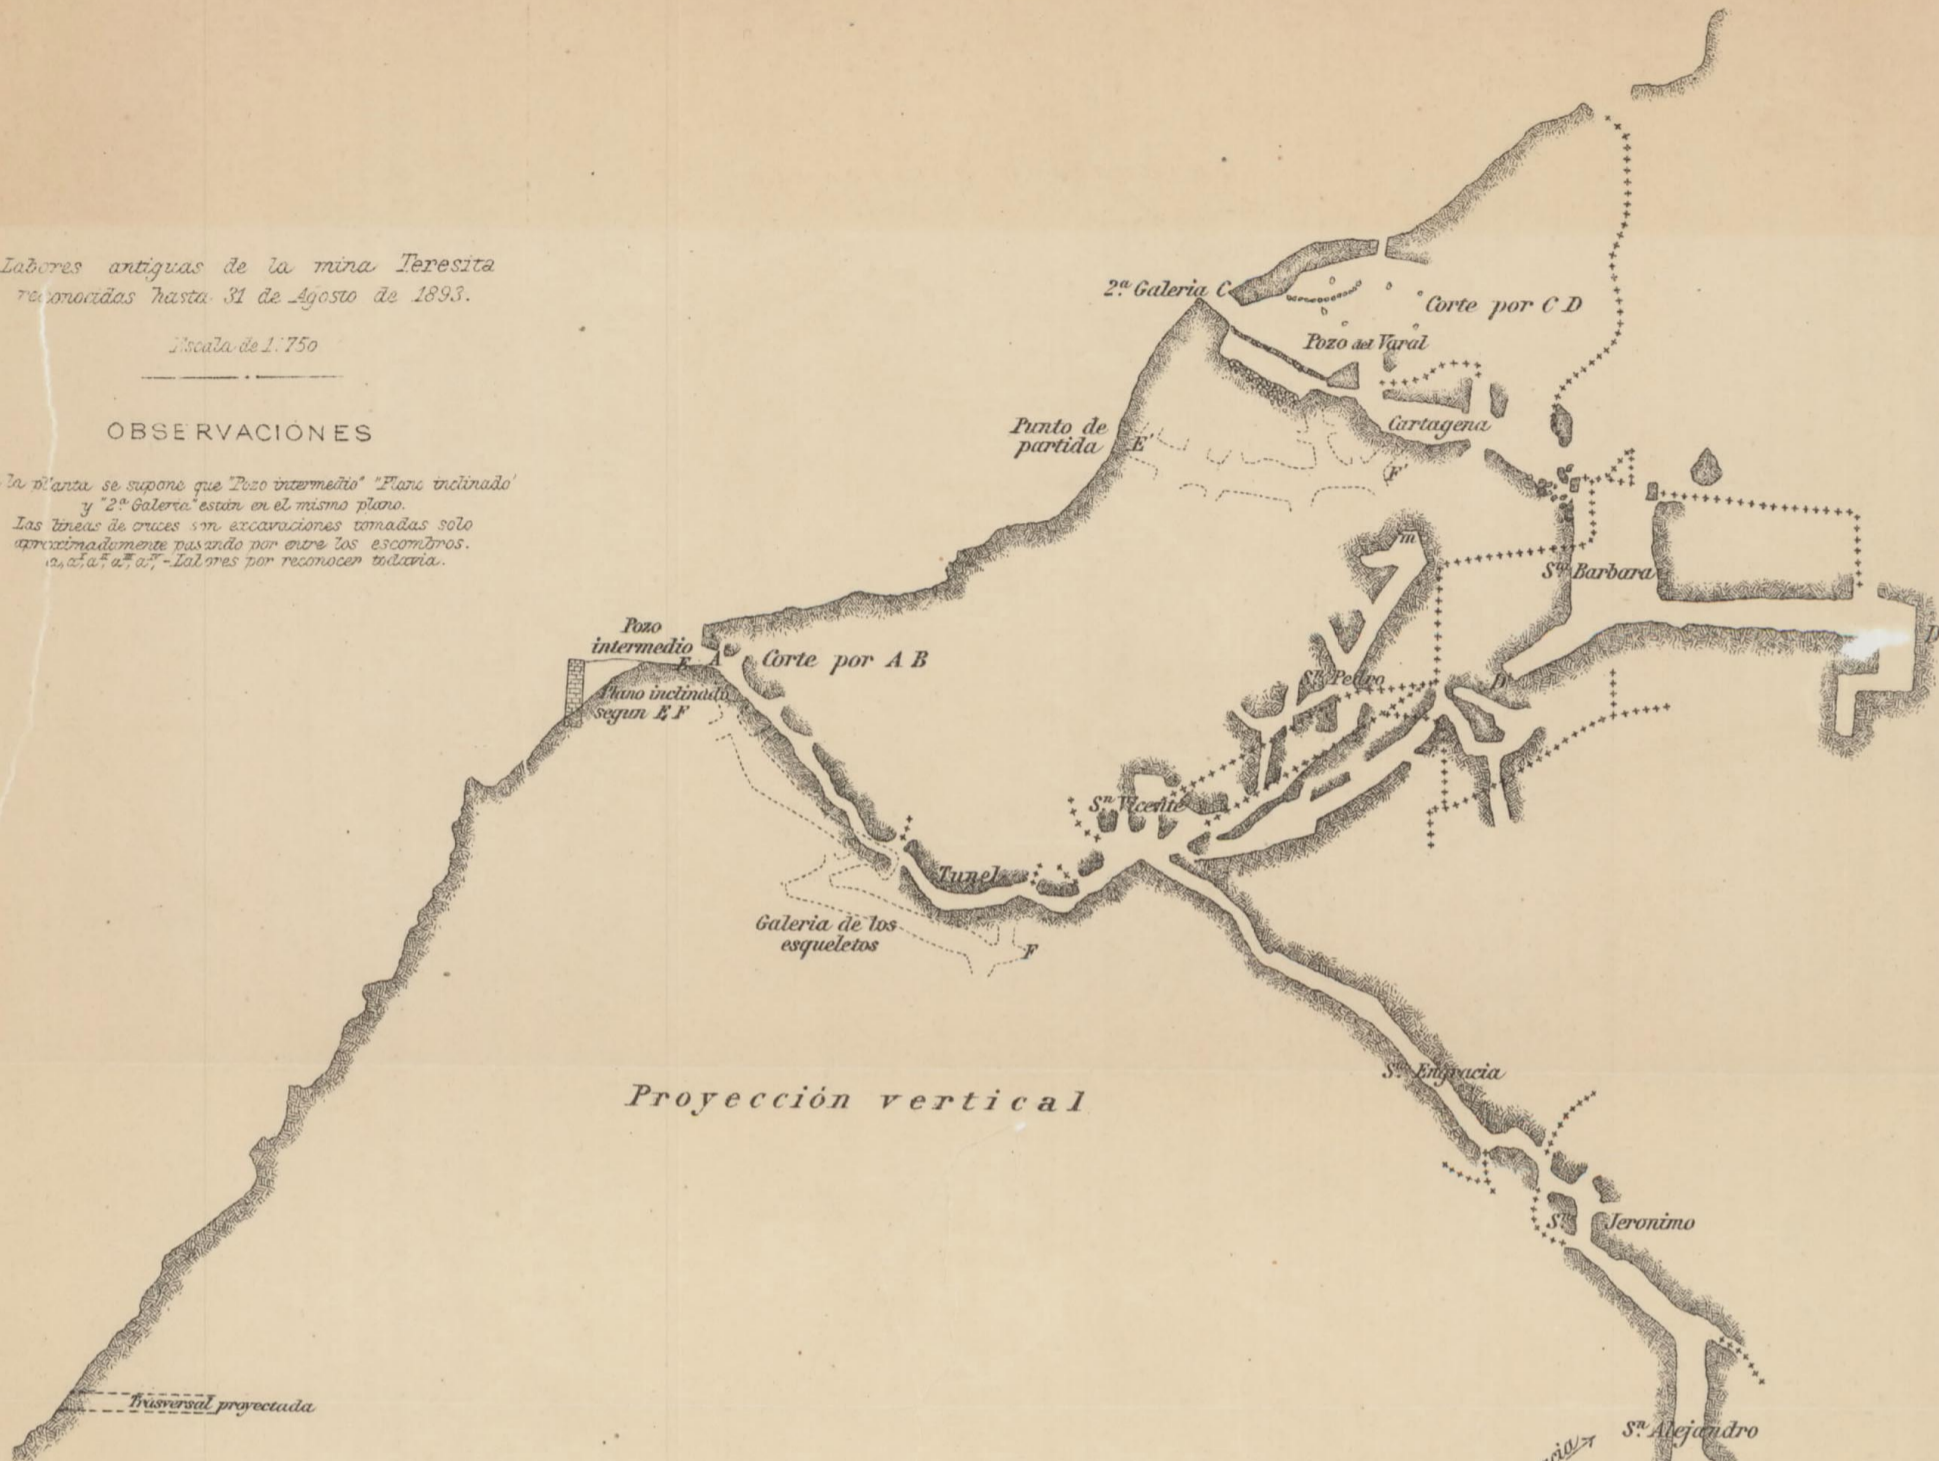 Labores antiguas de la mina Teresita
reconocidas hasta 31 de Agosto de 1893.
Escala de 1:750
OBSERVACIÓNES
la planta se supone que "Pozo intermedio" "Plano inclinado"
y "2ª Galeria" están en el mismo plano.
Las lineas de cruces son excavaciones tomadas solo
aproximadamente pasando por entre los escombros.
Labores por reconocer todavia.
2ª Galeria C
Corte por C D
Pozo del Varal
Cartagena
Punto de
partida
E'
F'
m
Sta Barbara
D
Pozo
intermedio
E A
Corte por A B
Plano inclinado
segun E F
Sn Pedro
D'
Sn Vicente
Tunel
Galeria de los
esqueletos
F
Sta Engracia
Proyección vertical
Sn Jeronimo
Trasversal proyectada
Sn Alejandro